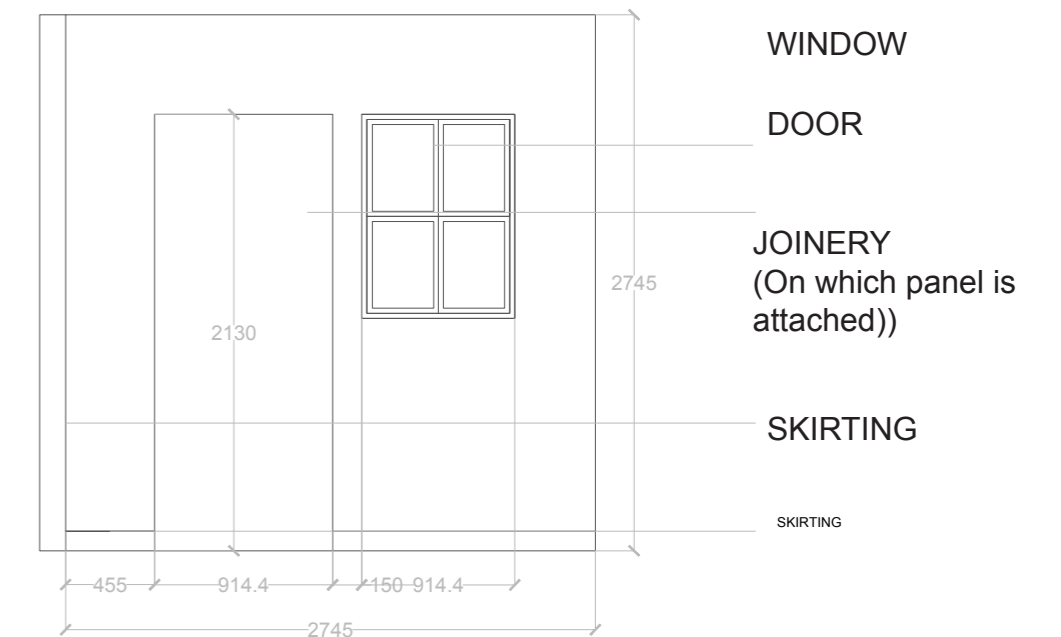 WINDOW
DOOR
JOINERY
(On which panel is
attached))
2745
2130
SKIRTING
SKIRTING
455 914.4 150 914.4
2745